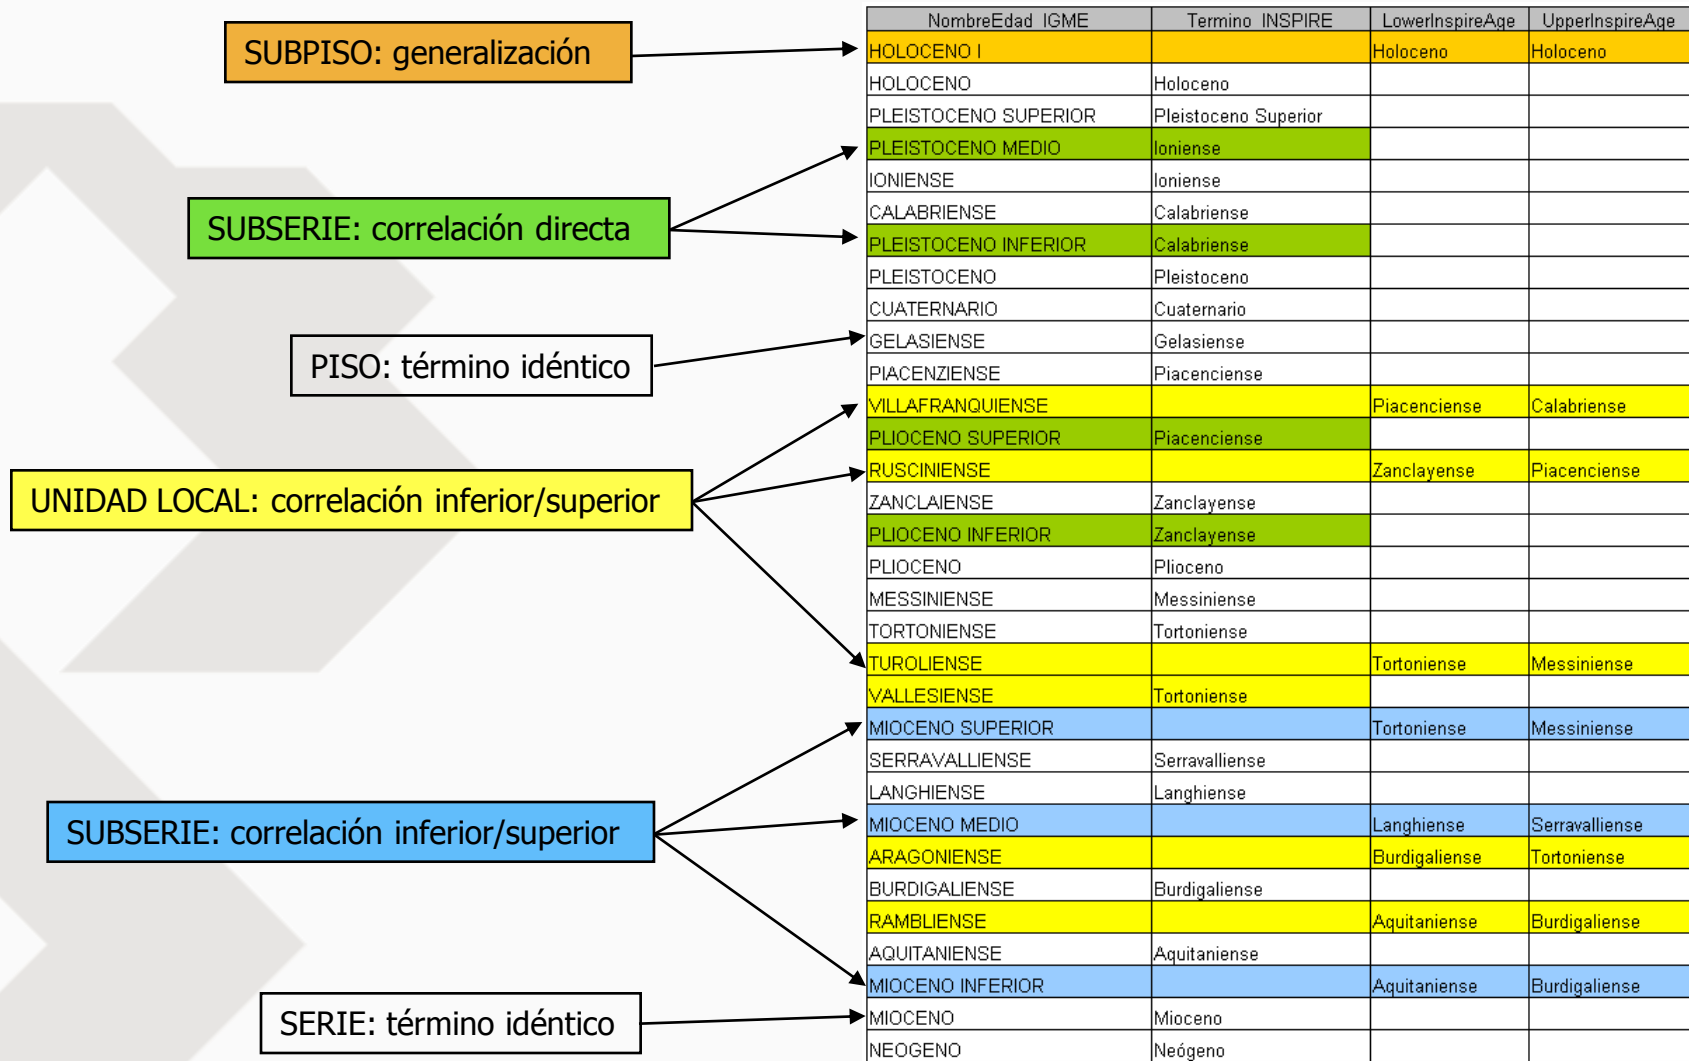 SUBPISO: generalización
SUBSERIE: correlación directa
PISO: término idéntico
UNIDAD LOCAL: correlación inferior/superior
SUBSERIE: correlación inferior/superior
SERIE: término idéntico
NombreEdad_IGME Termino_INSPIRE LowerInspireAge UpperInspireAge
HOLOCENO I Holoceno Holoceno
HOLOCENO Holoceno
PLEISTOCENO SUPERIOR Pleistoceno Superior
PLEISTOCENO MEDIO Ioniense
IONIENSE Ioniense
CALABRIENSE Calabriense
PLEISTOCENO INFERIOR Calabriense
PLEISTOCENO Pleistoceno
CUATERNARIO Cuaternario
GELASIENSE Gelasiense
PIACENZIENSE Piacenciense
VILLAFRANQUIENSE Piacenciense Calabriense
PLIOCENO SUPERIOR Piacenciense
RUSCINIENSE Zanclayense Piacenciense
ZANCLAIENSE Zanclayense
PLIOCENO INFERIOR Zanclayense
PLIOCENO Plioceno
MESSINIENSE Messiniense
TORTONIENSE Tortoniense
TUROLIENSE Tortoniense Messiniense
VALLESIENSE Tortoniense
MIOCENO SUPERIOR Tortoniense Messiniense
SERRAVALLIENSE Serravalliense
LANGHIENSE Langhiense
MIOCENO MEDIO Langhiense Serravalliense
ARAGONIENSE Burdigaliense Tortoniense
BURDIGALIENSE Burdigaliense
RAMBLIENSE Aquitaniense Burdigaliense
AQUITANIENSE Aquitaniense
MIOCENO INFERIOR Aquitaniense Burdigaliense
MIOCENO Mioceno
NEOGENO Neógeno